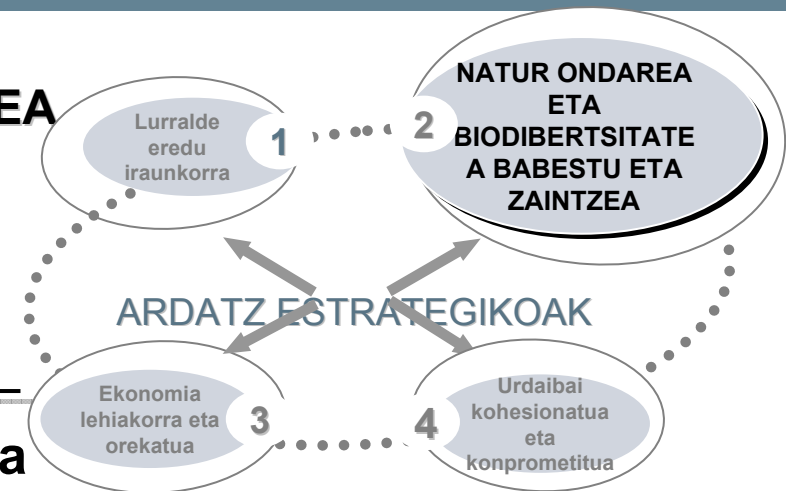 EA
Lurralde
eredu
iraunkorra
1
2
NATUR ONDAREA
ETA
BIODIBERTSITATE
A BABESTU ETA
ZAINTZEA
ARDATZ ESTRATEGIKOAK
Ekonomia
lehiakorra eta
orekatua
3
4
Urdaibai
kohesionatua
eta
konprometitua
a